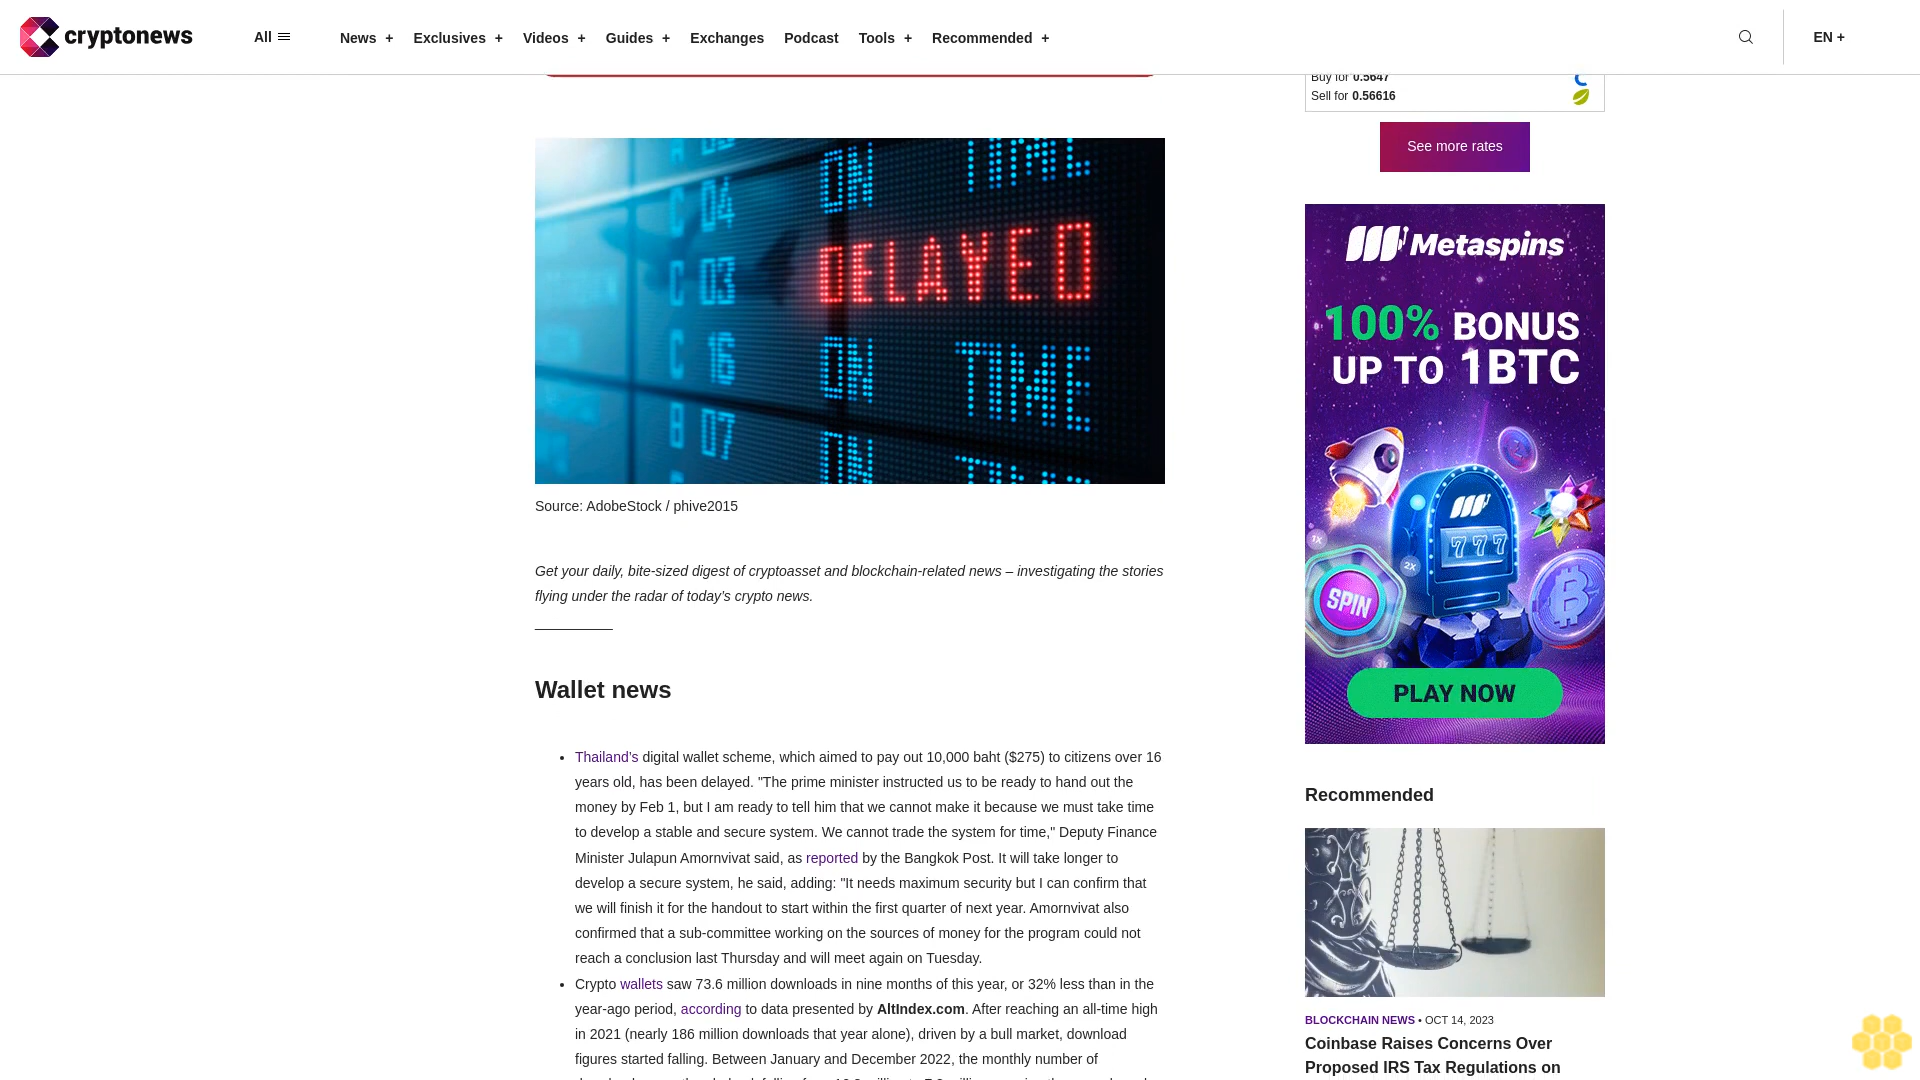 cryptonews
All
News +
Exclusives +
Videos +
Guides +
Exchanges
Podcast
Tools +
Recommended +
EN +
Buy for 0.5647
Sell for 0.56616
See more rates
04
ON TIME
C 03 DELAYED
C 16 ON TIME
B 07
ON
Source: AdobeStock / phive2015
Get your daily, bite-sized digest of cryptoasset and blockchain-related news – investigating the stories
flying under the radar of today’s crypto news.
__________
Wallet news
Thailand’s digital wallet scheme, which aimed to pay out 10,000 baht ($275) to citizens over 16
years old, has been delayed. "The prime minister instructed us to be ready to hand out the
money by Feb 1, but I am ready to tell him that we cannot make it because we must take time
to develop a stable and secure system. We cannot trade the system for time," Deputy Finance
Minister Julapun Amornvivat said, as reported by the Bangkok Post. It will take longer to
develop a secure system, he said, adding: "It needs maximum security but I can confirm that
we will finish it for the handout to start within the first quarter of next year. Amornvivat also
confirmed that a sub-committee working on the sources of money for the program could not
reach a conclusion last Thursday and will meet again on Tuesday.
Crypto wallets saw 73.6 million downloads in nine months of this year, or 32% less than in the
year-ago period, according to data presented by AltIndex.com. After reaching an all-time high
in 2021 (nearly 186 million downloads that year alone), driven by a bull market, download
figures started falling. Between January and December 2022, the monthly number of
Metaspins
100% BONUS
UP TO 1BTC
777
1X
2X
SPIN
3X
PLAY NOW
Recommended
BLOCKCHAIN NEWS • OCT 14, 2023
Coinbase Raises Concerns Over
Proposed IRS Tax Regulations on